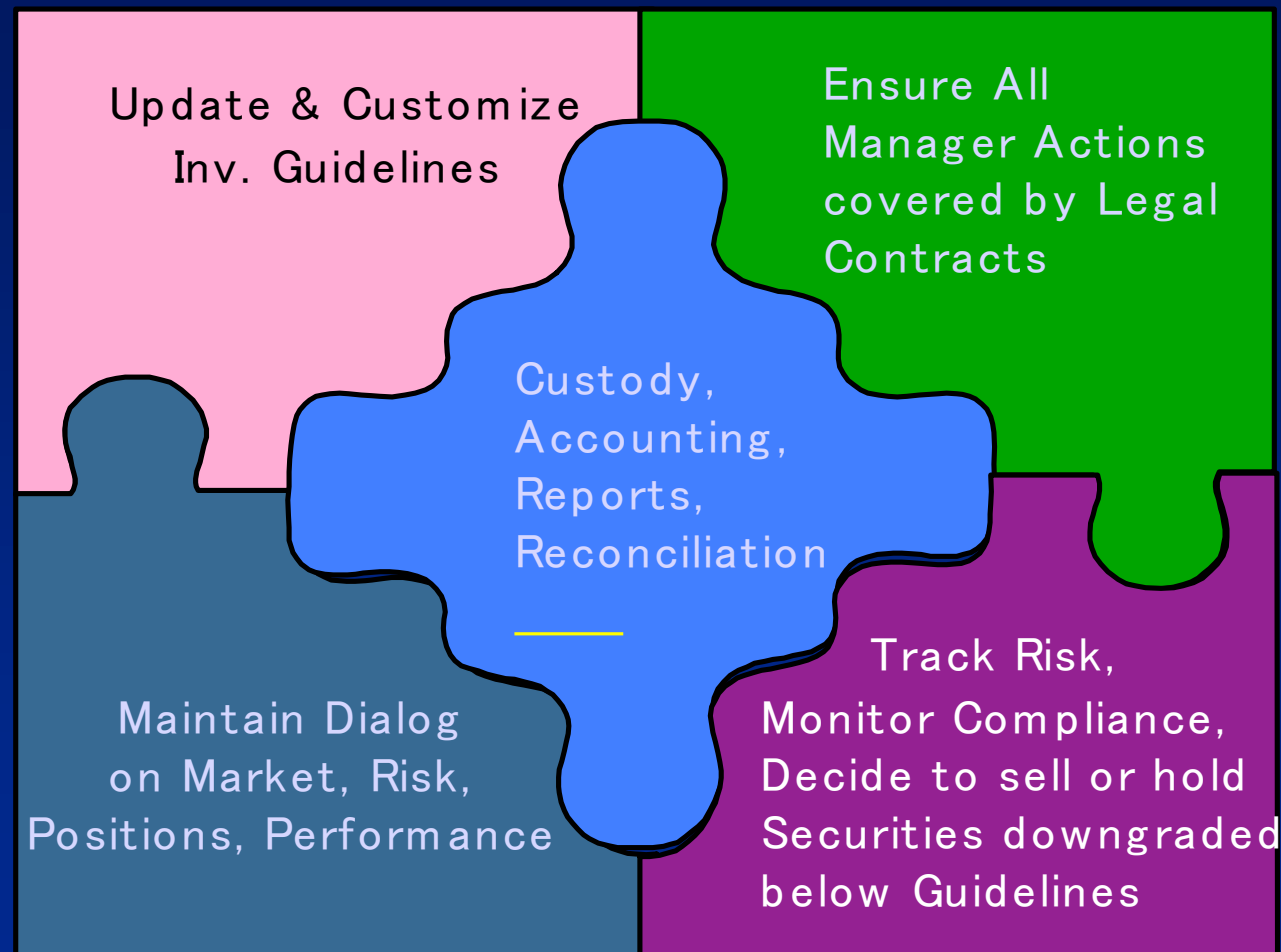 Update & Customize
Inv. Guidelines
Ensure All
Manager Actions
covered by Legal
Contracts
Custody,
Accounting,
Reports,
Reconciliation
Maintain Dialog
on Market, Risk,
Positions, Performance
Track Risk,
Monitor Compliance,
Decide to sell or hold
Securities downgraded
below Guidelines